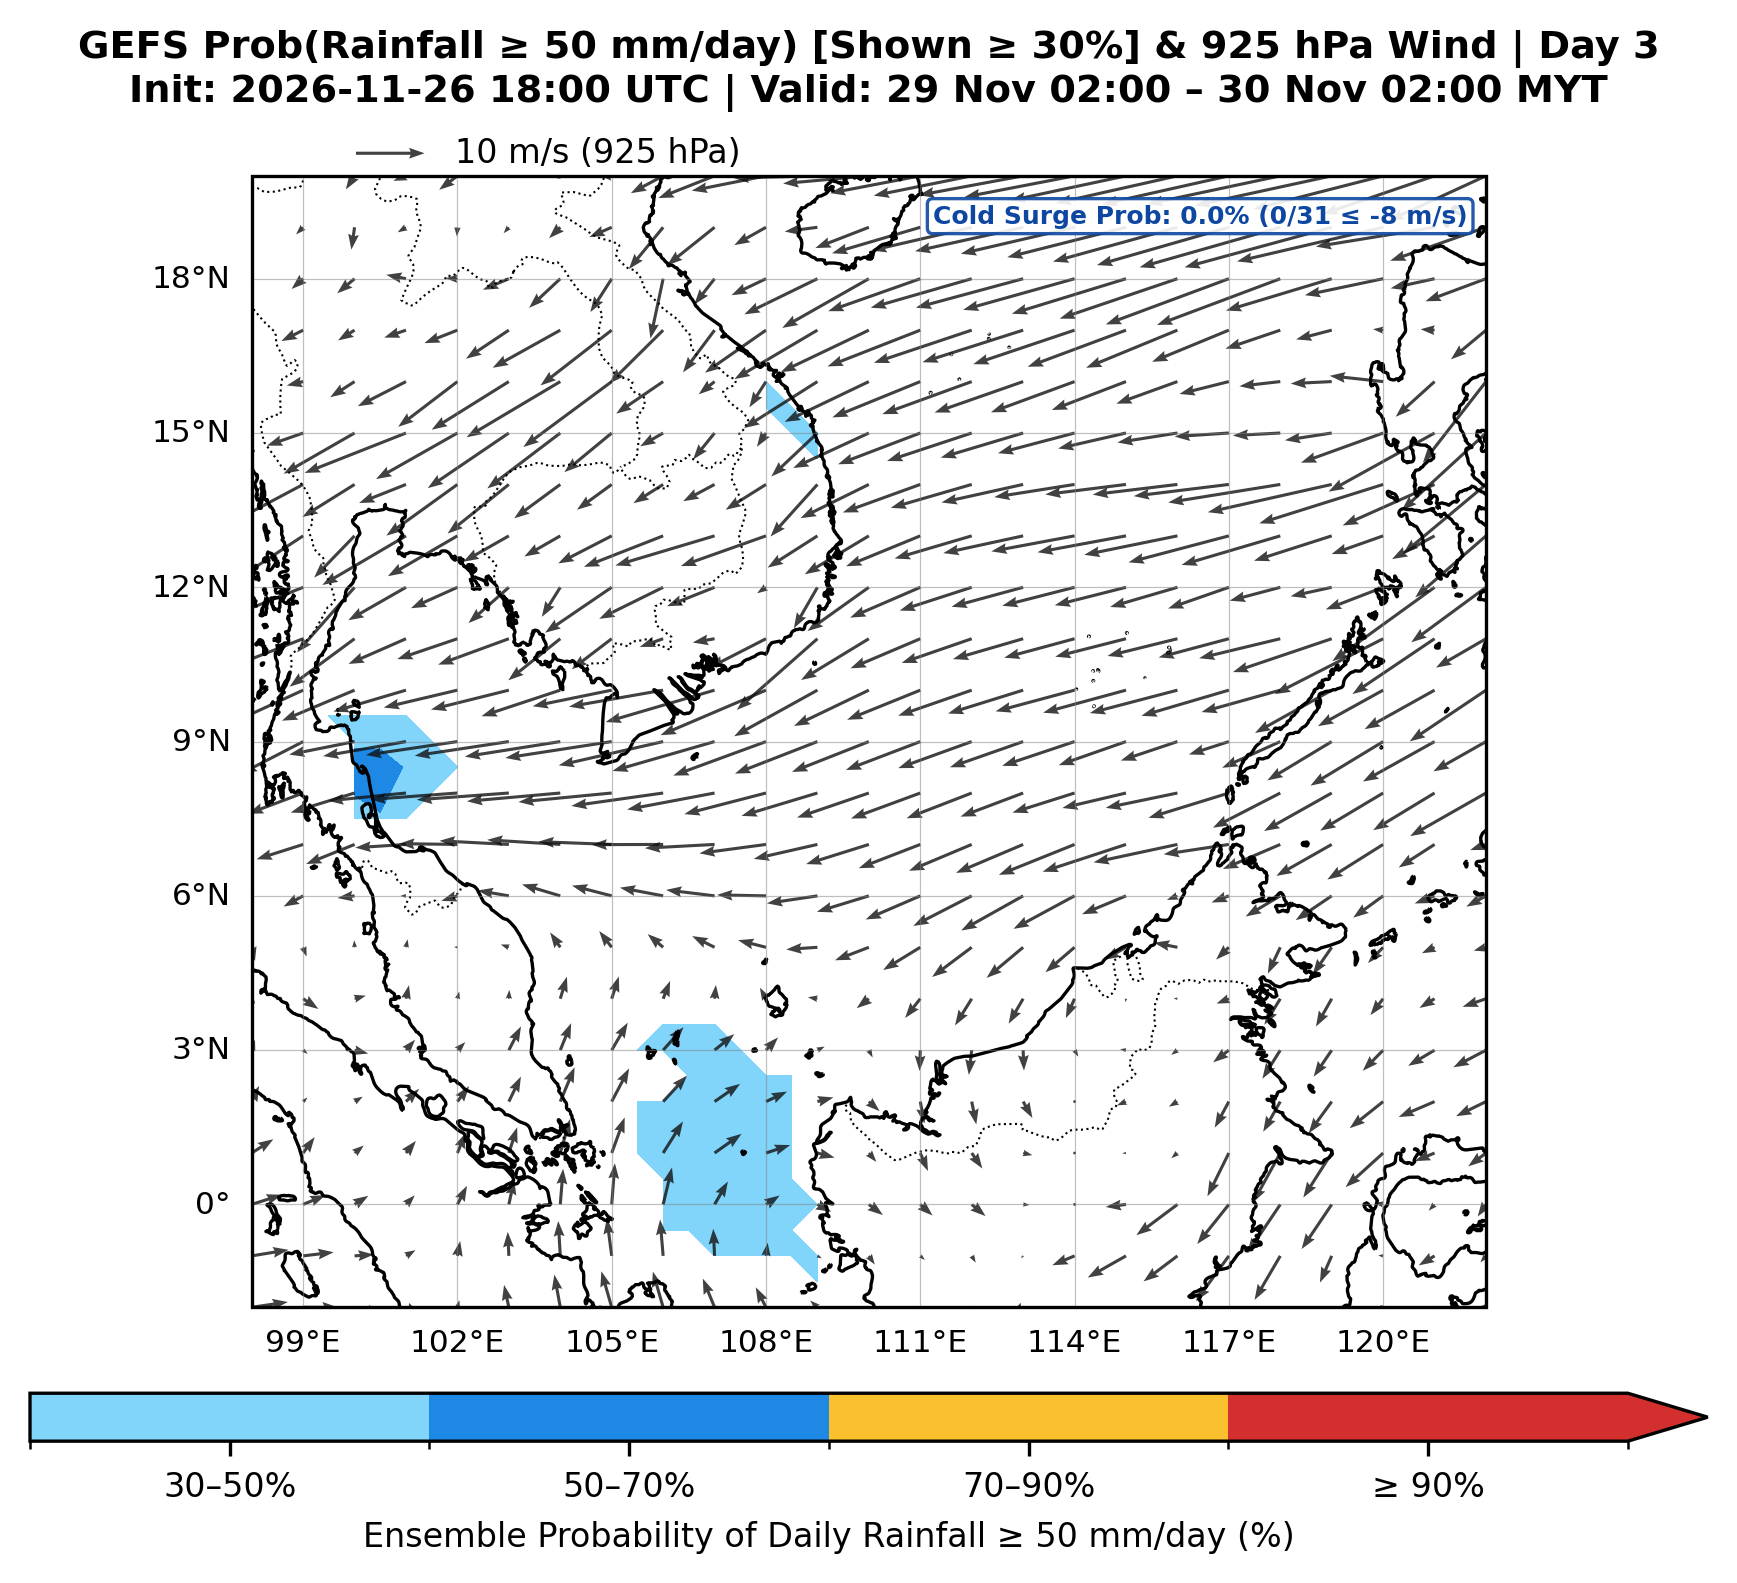 GEFS Prob(Rainfall ≥ 50 mm/day) [Shown ≥ 30%] & 925 hPa Wind | Day 3
Init: 2026-11-26 18:00 UTC | Valid: 29 Nov 02:00 – 30 Nov 02:00 MYT
10 m/s (925 hPa)
Cold Surge Prob: 0.0% (0/31 ≤ -8 m/s)
18°N
15°N
12°N
9°N
6°N
3°N
0°
99°E 102°E 105°E 108°E 111°E 114°E 117°E 120°E
30–50% 50–70% 70–90% ≥ 90%
Ensemble Probability of Daily Rainfall ≥ 50 mm/day (%)